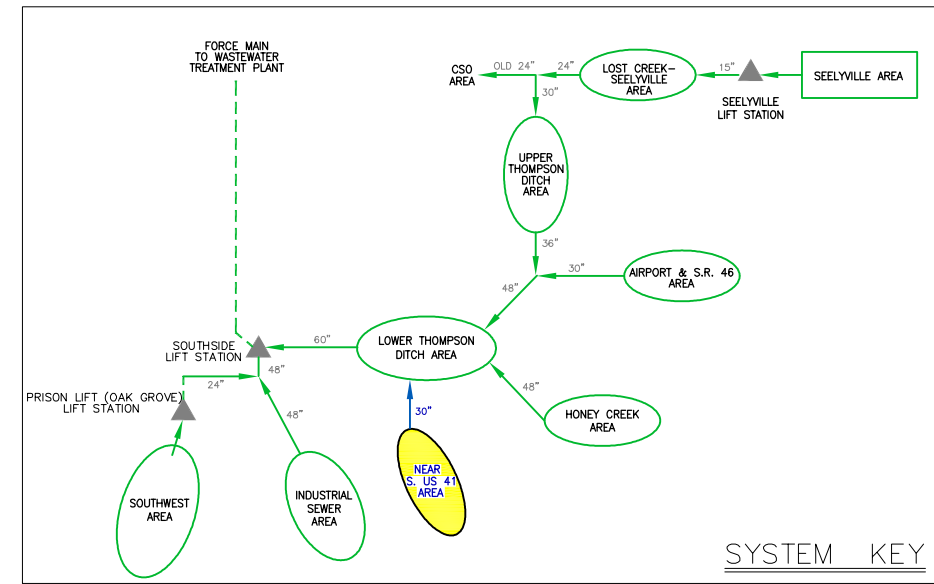 FORCE MAIN
TO WASTEWATER
TREATMENT PLANT
CSO
AREA
OLD 24"
24"
30"
LOST CREEK-
SEELYVILLE
AREA
15"
SEELYVILLE
LIFT STATION
SEELYVILLE AREA
UPPER
THOMPSON
DITCH
AREA
36"
30"
AIRPORT & S.R. 46
AREA
48"
SOUTHSIDE
LIFT STATION
60"
LOWER THOMPSON
DITCH AREA
48"
24"
PRISON LIFT (OAK GROVE)
LIFT STATION
48"
30"
48"
HONEY CREEK
AREA
SOUTHWEST
AREA
INDUSTRIAL
SEWER
AREA
NEAR
S. US 41
AREA
SYSTEM KEY